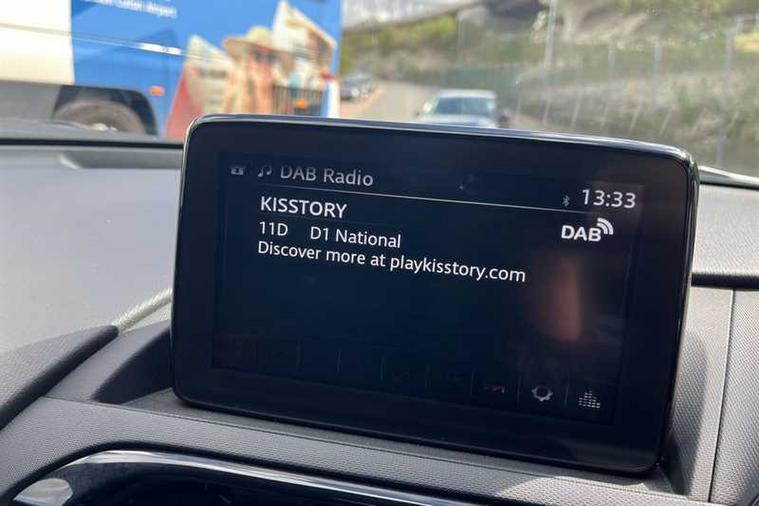 DAB Radio
13:33
KISSTORY
DAB
11D D1 National
Discover more at playkisstory.com